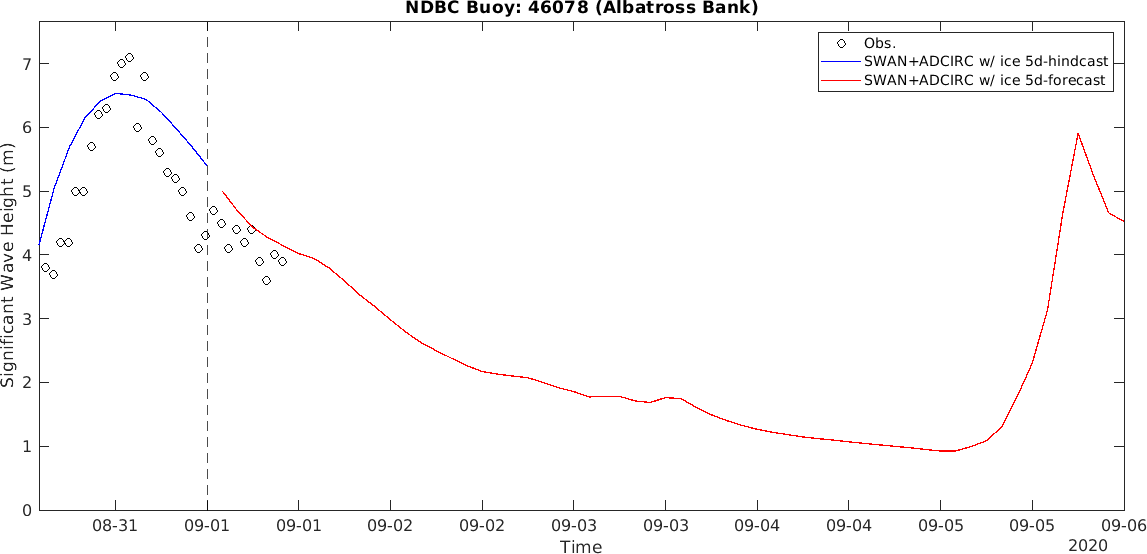 NDBC Buoy: 46078 (Albatross Bank)
Obs.
SWAN+ADCIRC w/ ice 5d-hindcast
SWAN+ADCIRC w/ ice 5d-forecast
Significant Wave Height (m)
7
6
5
4
3
2
1
0
08-31 09-01 09-01 09-02 09-02 09-03 09-03 09-04 09-04 09-05 09-05 09-06
Time
2020